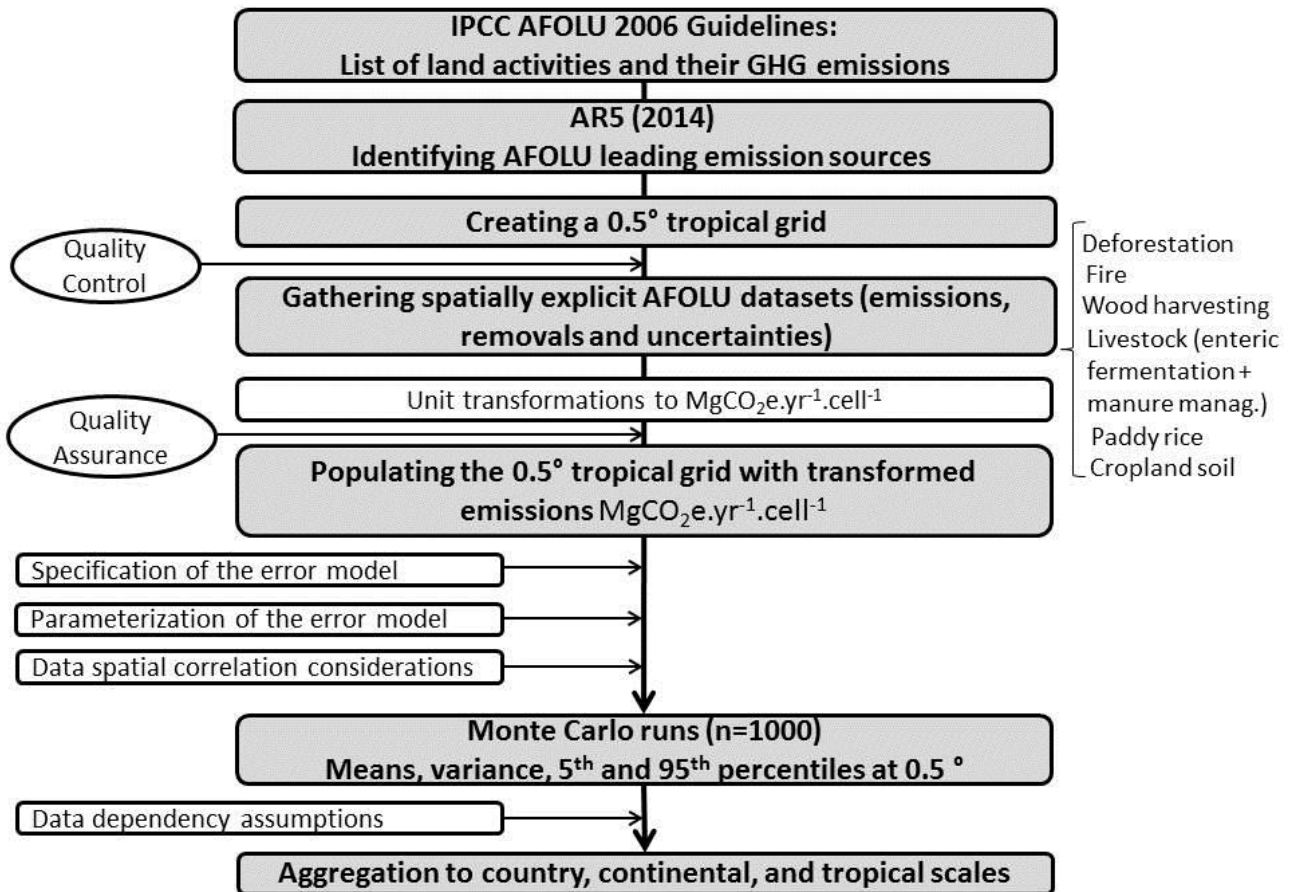 IPCC AFOLU 2006 Guidelines:
List of land activities and their GHG emissions
AR5 (2014)
Identifying AFOLU leading emission sources
Creating a 0.5° tropical grid
Quality
Control
Gathering spatially explicit AFOLU datasets (emissions,
removals and uncertainties)
Deforestation
Fire
Wood harvesting
Livestock (enteric
fermentation +
manure manag.)
Paddy rice
Cropland soil
Unit transformations to MgCO₂e.yr⁻¹.cell⁻¹
Quality
Assurance
Populating the 0.5° tropical grid with transformed
emissions MgCO₂e.yr⁻¹.cell⁻¹
Specification of the error model
Parameterization of the error model
Data spatial correlation considerations
Monte Carlo runs (n=1000)
Means, variance, 5ᵗʰ and 95ᵗʰ percentiles at 0.5 °
Data dependency assumptions
Aggregation to country, continental, and tropical scales